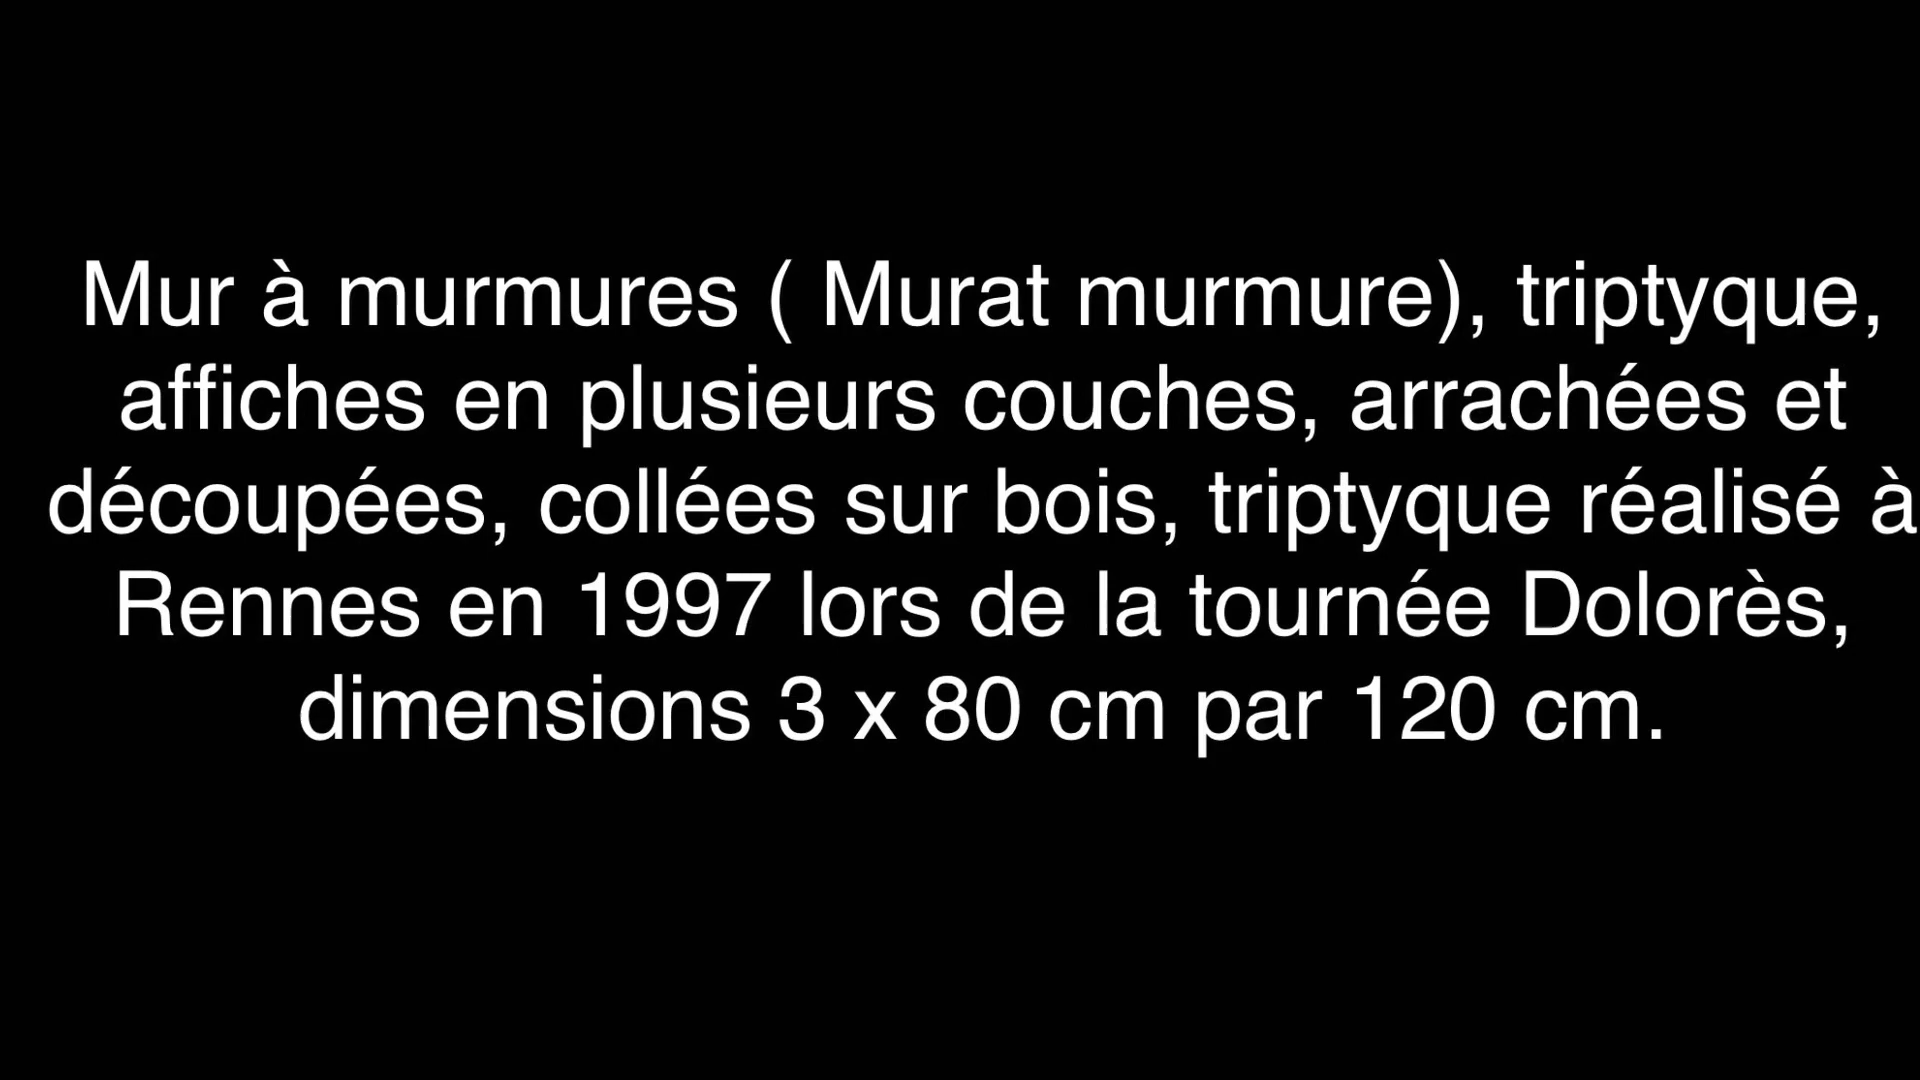 Mur à murmures ( Murat murmure), triptyque,
affiches en plusieurs couches, arrachées et
découpées, collées sur bois, triptyque réalisé à
Rennes en 1997 lors de la tournée Dolorès,
dimensions 3 x 80 cm par 120 cm.